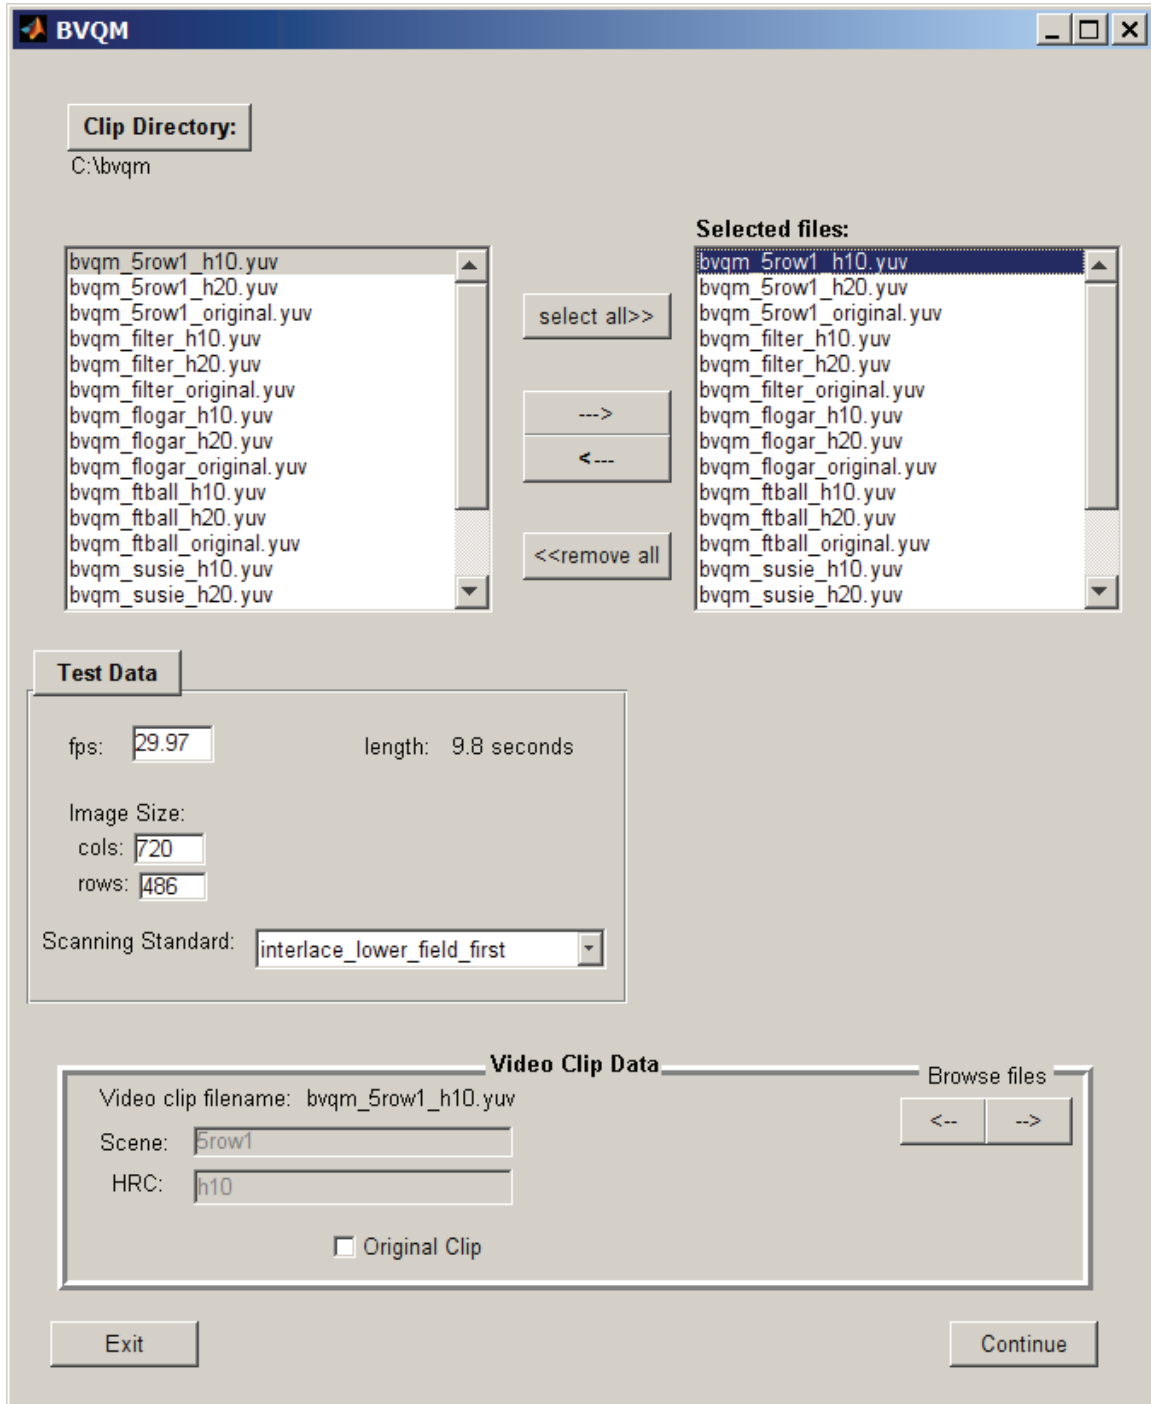 BVQM
Clip Directory:
C:\bvqm
Selected files:
bvqm_5row1_h10.yuv
bvqm_5row1_h20.yuv
bvqm_5row1_original.yuv
bvqm_filter_h10.yuv
bvqm_filter_h20.yuv
bvqm_filter_original.yuv
bvqm_flogar_h10.yuv
bvqm_flogar_h20.yuv
bvqm_flogar_original.yuv
bvqm_ftball_h10.yuv
bvqm_ftball_h20.yuv
bvqm_ftball_original.yuv
bvqm_susie_h10.yuv
bvqm_susie_h20.yuv
select all>>
--->
<---
<<remove all
bvqm_5row1_h10.yuv
bvqm_5row1_h20.yuv
bvqm_5row1_original.yuv
bvqm_filter_h10.yuv
bvqm_filter_h20.yuv
bvqm_filter_original.yuv
bvqm_flogar_h10.yuv
bvqm_flogar_h20.yuv
bvqm_flogar_original.yuv
bvqm_ftball_h10.yuv
bvqm_ftball_h20.yuv
bvqm_ftball_original.yuv
bvqm_susie_h10.yuv
bvqm_susie_h20.yuv
Test Data
fps: 29.97 length: 9.8 seconds
Image Size:
cols: 720
rows: 486
Scanning Standard: interlace_lower_field_first
Video Clip Data
Browse files
Video clip filename: bvqm_5row1_h10.yuv
<-- -->
Scene: 5row1
HRC: h10
Original Clip
Exit Continue